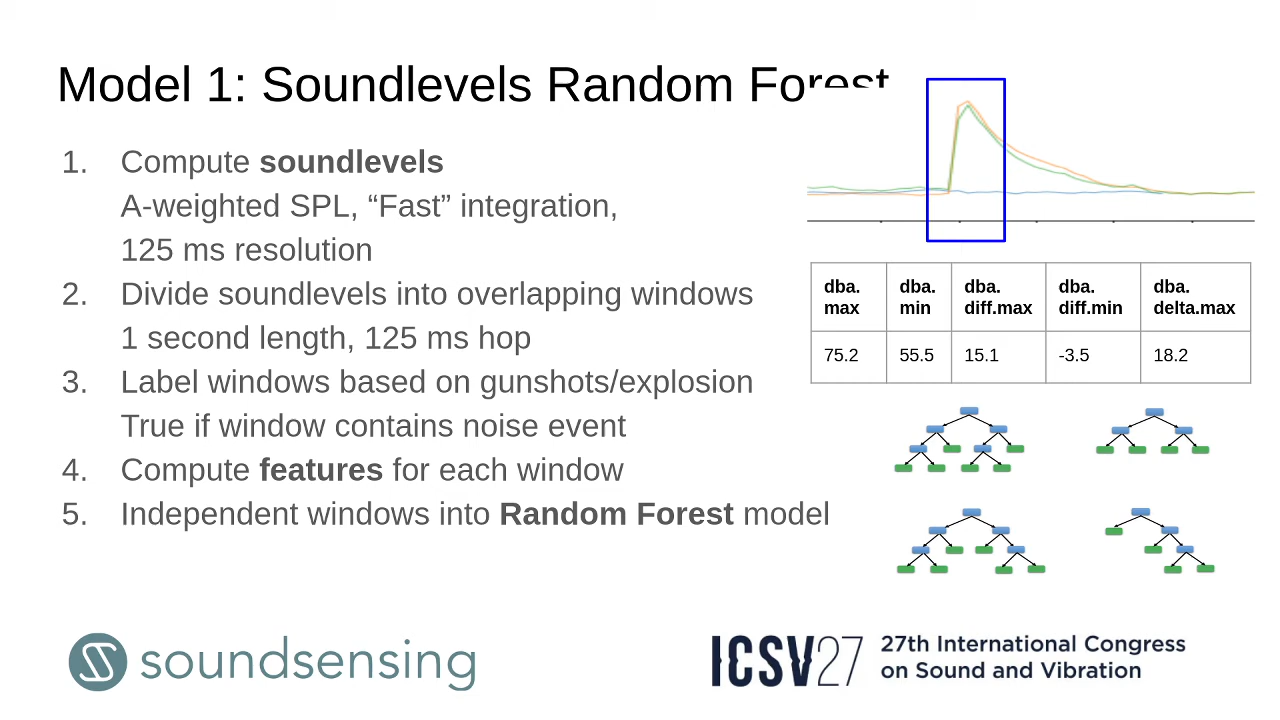 Model 1: Soundlevels Random Forest
1. Compute soundlevels
A-weighted SPL, “Fast” integration,
125 ms resolution
2. Divide soundlevels into overlapping windows
1 second length, 125 ms hop
3. Label windows based on gunshots/explosion
True if window contains noise event
4. Compute features for each window
5. Independent windows into Random Forest model
dba. max dba. min dba. diff.max dba. diff.min dba. delta.max
75.2 55.5 15.1 -3.5 18.2
soundsensing
ICSV27 27th International Congress
on Sound and Vibration